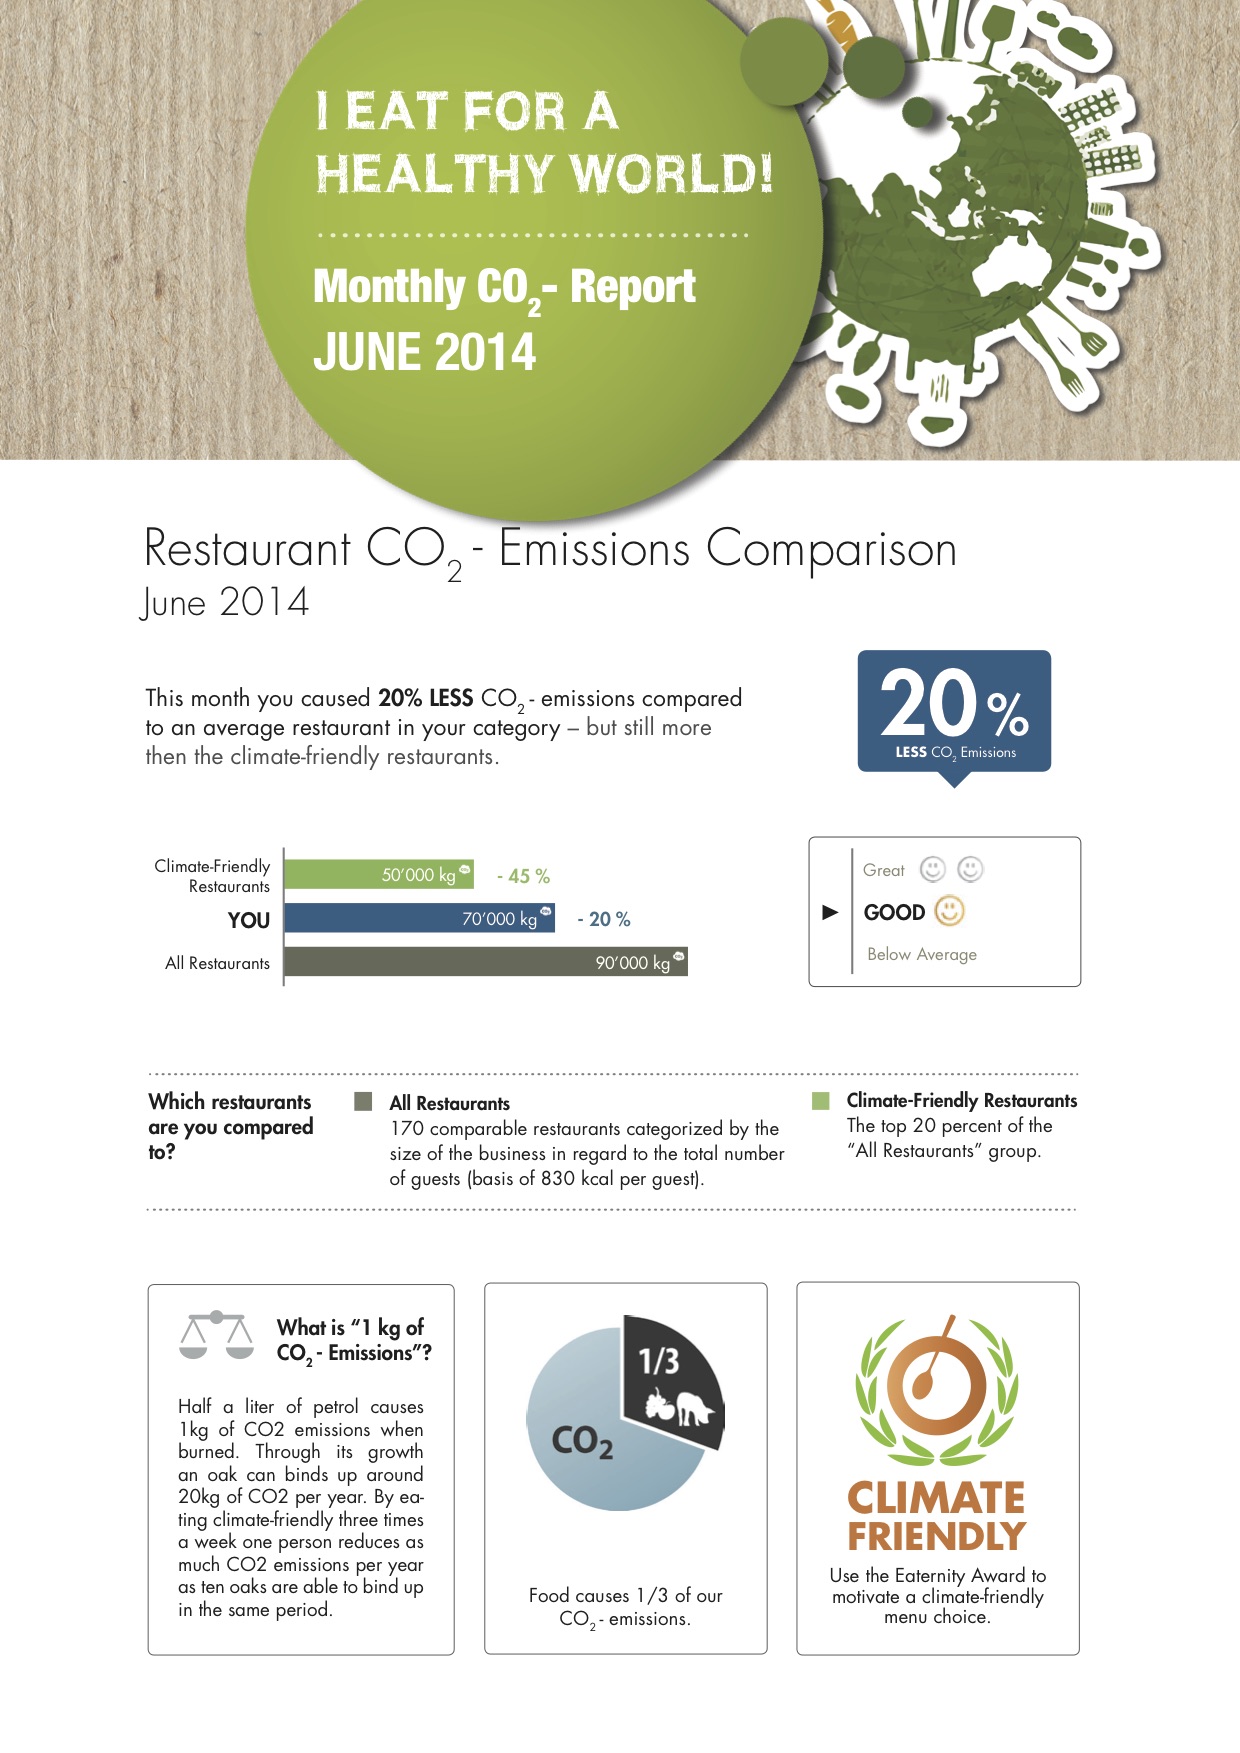 I EAT FOR A
HEALTHY WORLD!
Monthly CO2- Report
JUNE 2014
Restaurant CO2 - Emissions Comparison
June 2014
This month you caused 20% LESS CO2 - emissions compared
to an average restaurant in your category – but still more
then the climate-friendly restaurants.
20 %
LESS CO2 Emissions
Climate-Friendly
Restaurants
50’000 kg
- 45 %
YOU
70’000 kg
- 20 %
All Restaurants
90’000 kg
Great
GOOD
Below Average
Which restaurants
are you compared
to?
All Restaurants
170 comparable restaurants categorized by the
size of the business in regard to the total number
of guests (basis of 830 kcal per guest).
Climate-Friendly Restaurants
The top 20 percent of the
“All Restaurants” group.
What is “1 kg of
CO2 - Emissions”?
Half a liter of petrol causes
1kg of CO2 emissions when
burned. Through its growth
an oak can binds up around
20kg of CO2 per year. By ea-
ting climate-friendly three times
a week one person reduces as
much CO2 emissions per year
as ten oaks are able to bind up
in the same period.
1/3
CO2
Food causes 1/3 of our
CO2 - emissions.
CLIMATE
FRIENDLY
Use the Eaternity Award to
motivate a climate-friendly
menu choice.